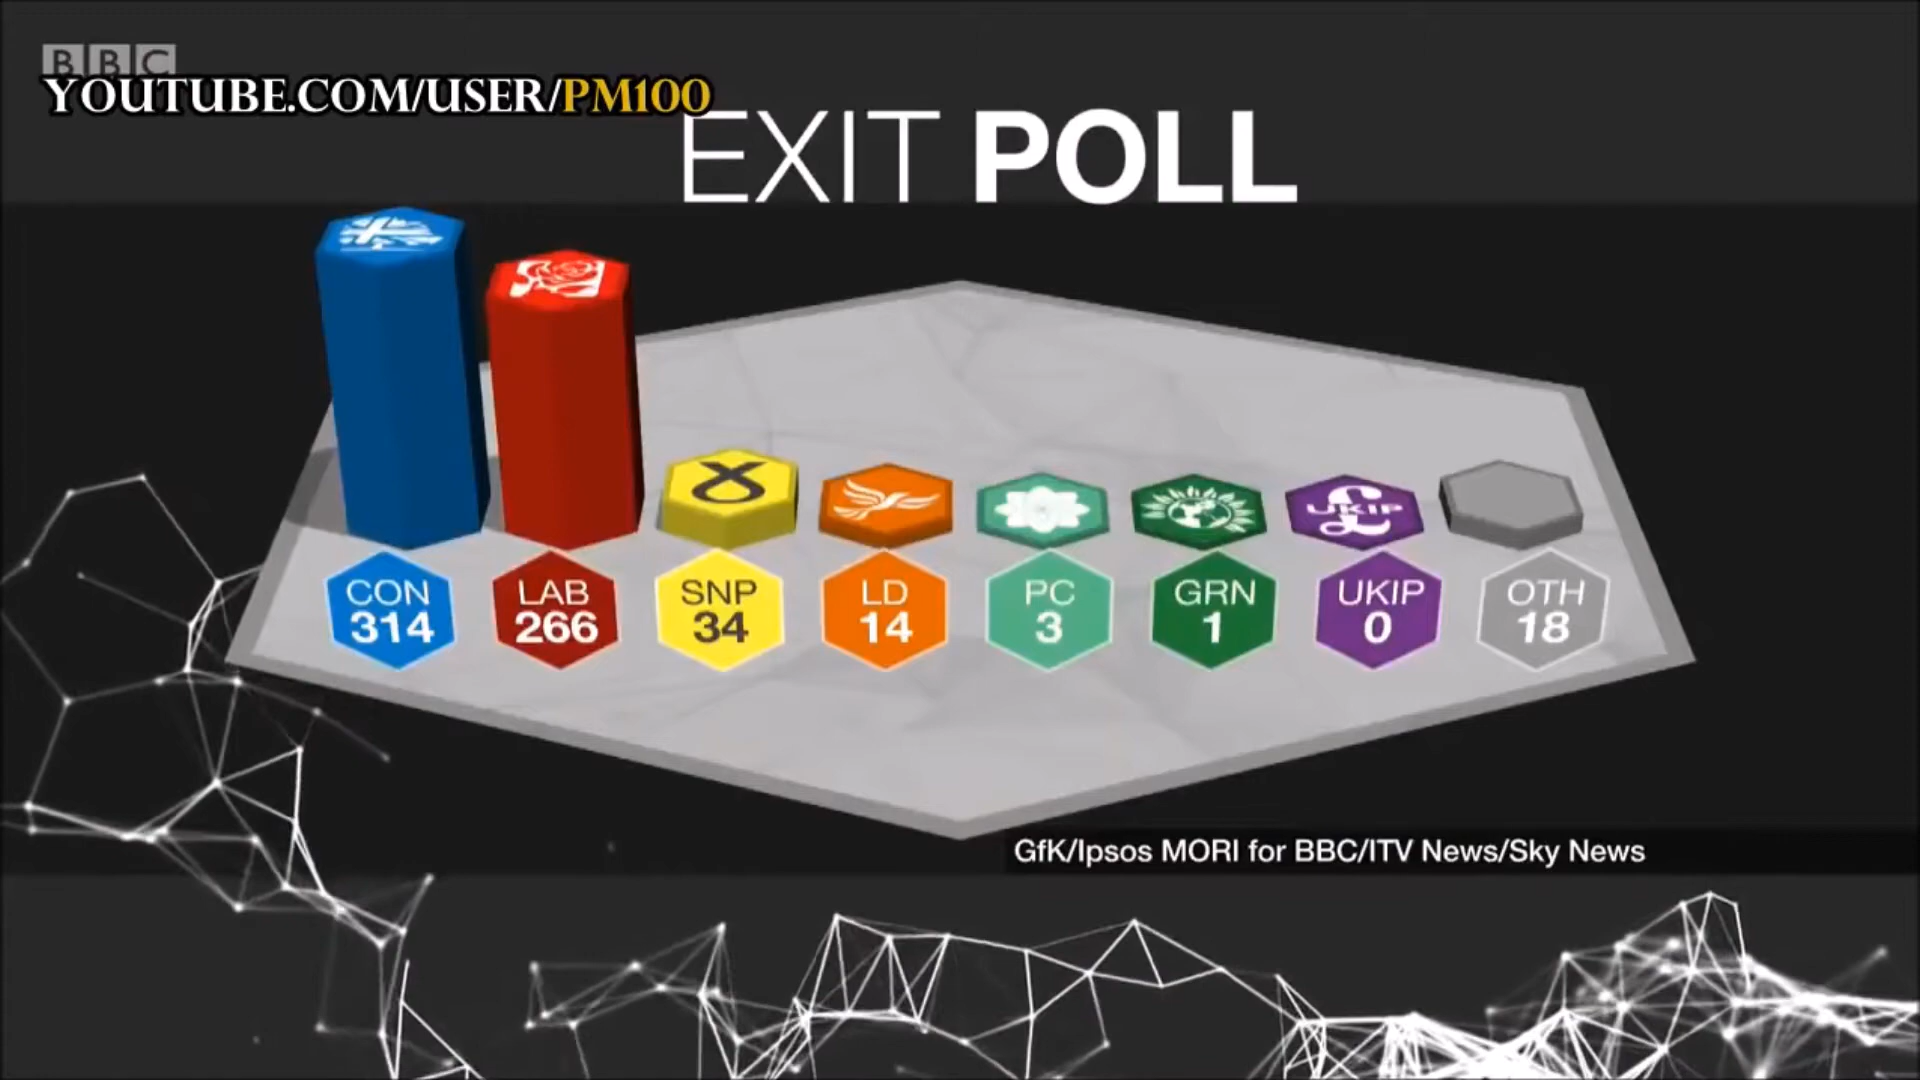 BBC
YOUTUBE.COM/USER/PM100
EXIT POLL
UKIP
CON
314
LAB
266
SNP
34
LD
14
PC
3
GRN
1
UKIP
0
OTH
18
GfK/Ipsos MORI for BBC/ITV News/Sky News